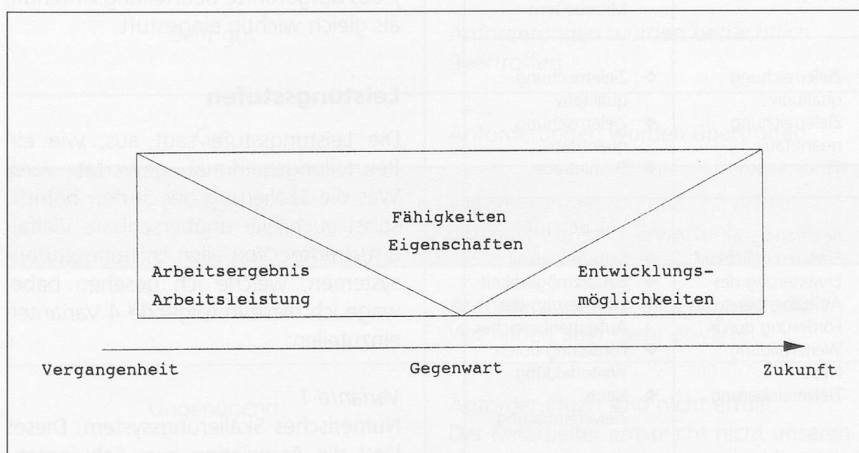 Fähigkeiten
Eigenschaften
Arbeitsergebnis
Arbeitsleistung
Entwicklungs-
möglichkeiten
Vergangenheit
Gegenwart
Zukunft